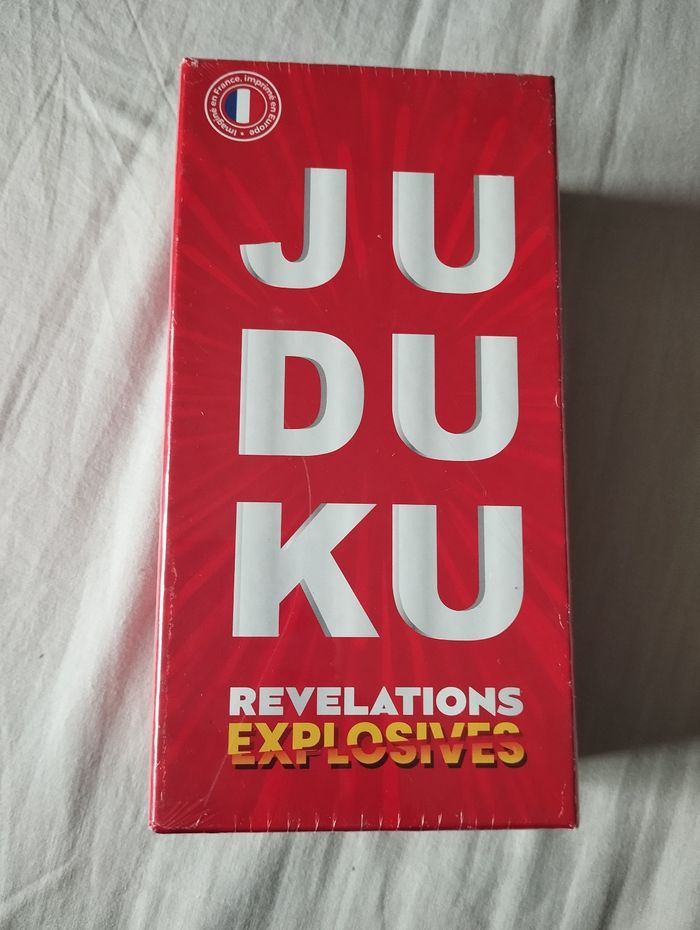 Imaginé en France, imprimé en Europe •
JU
DU
KU
REVELATIONS
EXPLOSIVES